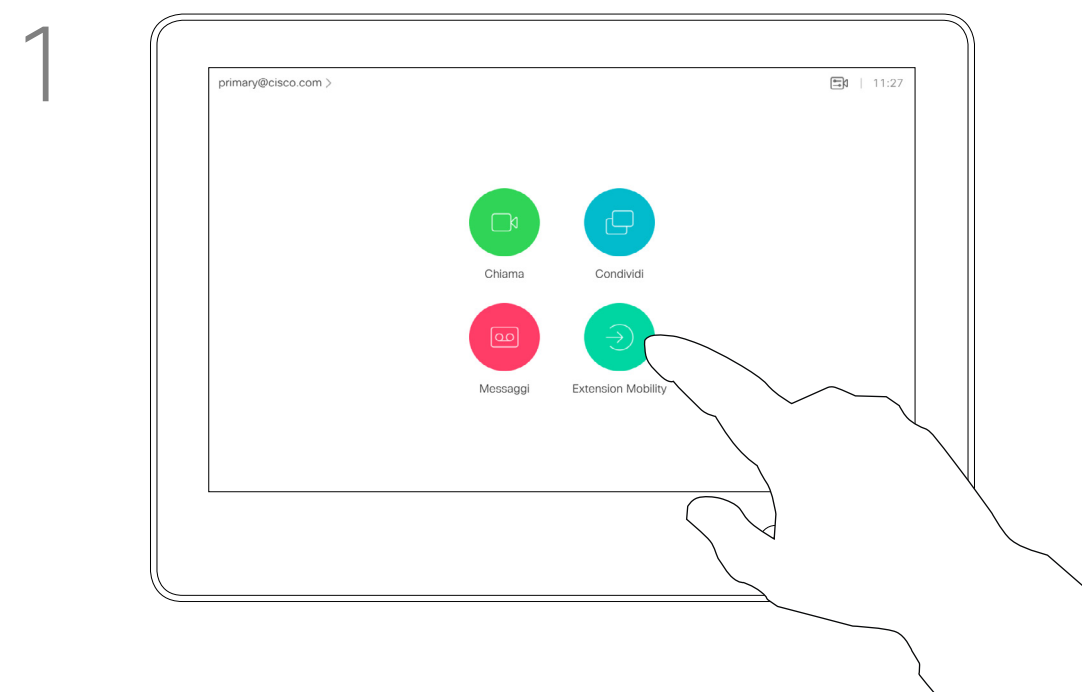 1
primary@cisco.com >
11:27
Chiama
Condividi
Messaggi
Extension Mobility